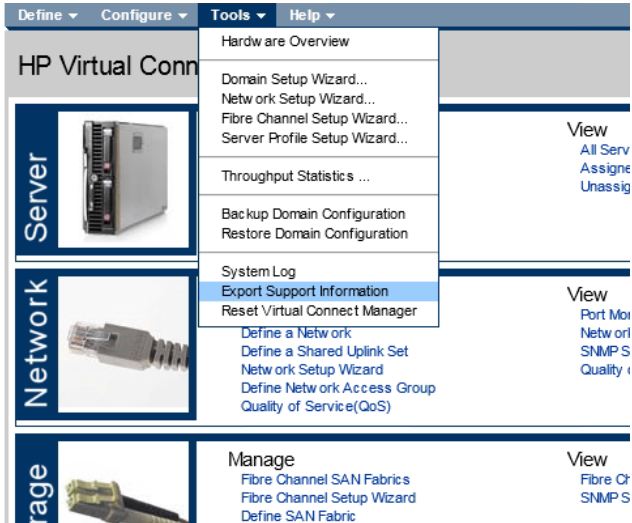 Define Configure Tools Help
HP Virtual Conn
Hardware Overview
Domain Setup Wizard...
Network Setup Wizard...
Fibre Channel Setup Wizard...
Server Profile Setup Wizard...
Throughput Statistics ...
Backup Domain Configuration
Restore Domain Configuration
System Log
Export Support Information
Reset Virtual Connect Manager
Server
View
All Serv
Assigne
Unassig
Network
Define a Network
Define a Shared Uplink Set
Network Setup Wizard
Define Network Access Group
Quality of Service(QoS)
View
Port Mo
Network
SNMP S
Quality
rage
Manage
Fibre Channel SAN Fabrics
Fibre Channel Setup Wizard
Define SAN Fabric
View
Fibre Ch
SNMP S